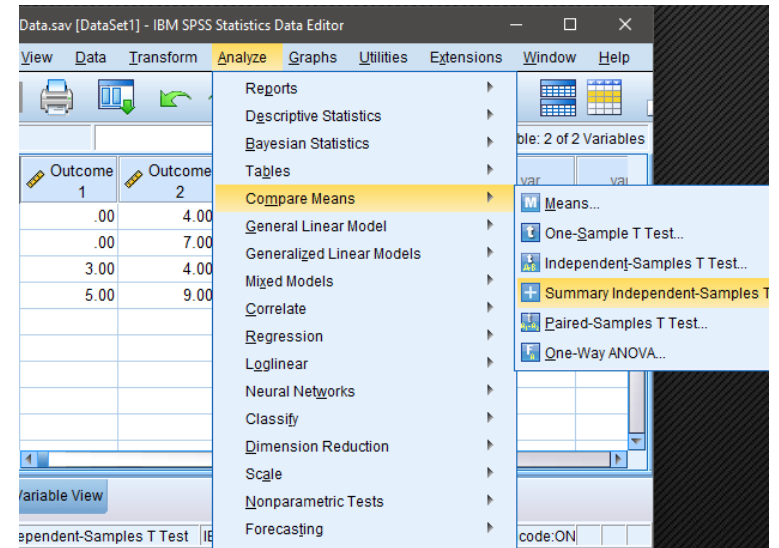 Data.sav [DataSet1] - IBM SPSS Statistics Data Editor
View Data Transform Analyze Graphs Utilities Extensions Window Help
ble: 2 of 2 Variables
Outcome 1
Outcome 2
var
.00 4.00
.00 7.00
3.00 4.00
5.00 9.00
Reports
Descriptive Statistics
Bayesian Statistics
Tables
Compare Means
General Linear Model
Generalized Linear Models
Mixed Models
Correlate
Regression
Loglinear
Neural Networks
Classify
Dimension Reduction
Scale
Nonparametric Tests
Forecasting
M Means...
t One-Sample T Test...
Independent-Samples T Test...
Summary Independent-Samples T
Paired-Samples T Test...
One-Way ANOVA...
Variable View
ependent-Samples T Test
code:ON